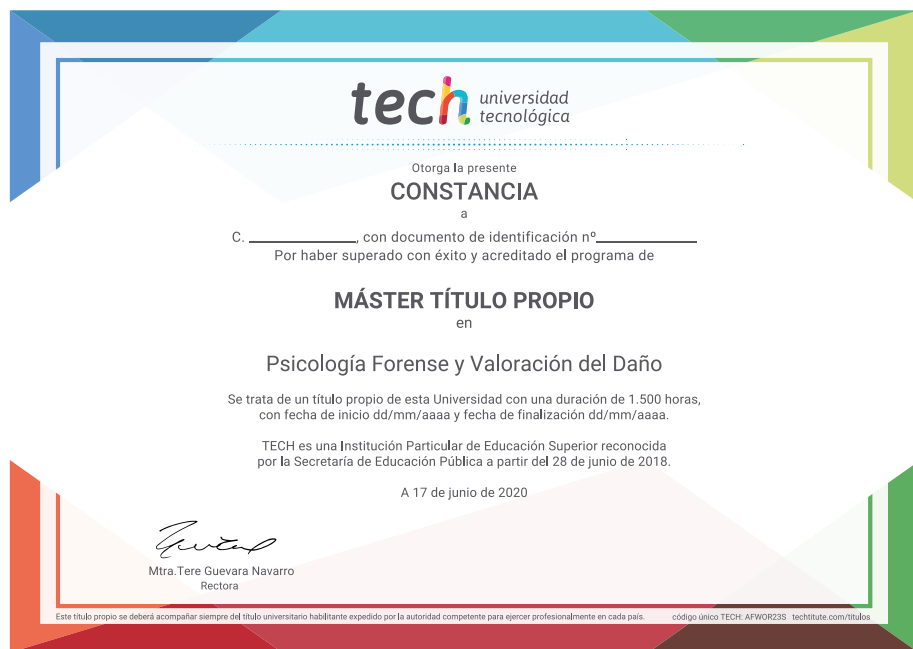 tech universidad
tecnológica
Otorga la presente
CONSTANCIA
a
C. ________________, con documento de identificación nº_______________
Por haber superado con éxito y acreditado el programa de
MÁSTER TÍTULO PROPIO
en
Psicología Forense y Valoración del Daño
Se trata de un título propio de esta Universidad con una duración de 1.500 horas,
con fecha de inicio dd/mm/aaaa y fecha de finalización dd/mm/aaaa.
TECH es una Institución Particular de Educación Superior reconocida
por la Secretaría de Educación Pública a partir del 28 de junio de 2018.
A 17 de junio de 2020
Mtra.Tere Guevara Navarro
Rectora
Este título propio se deberá acompañar siempre del título universitario habilitante expedido por la autoridad competente para ejercer profesionalmente en cada país. código único TECH: AFWOR23S techtitute.com/titulos